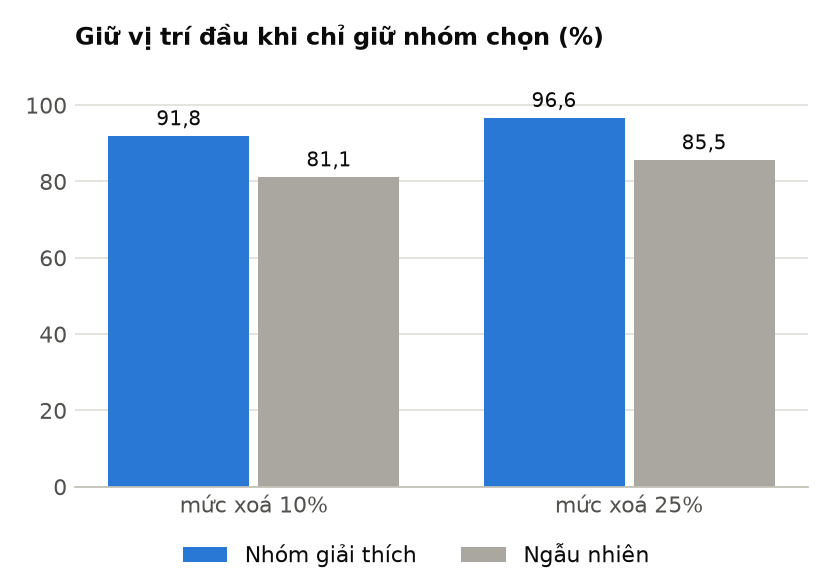 Giữ vị trí đầu khi chỉ giữ nhóm chọn (%)
100
80
60
40
20
0
91,8
81,1
96,6
85,5
mức xoá 10%
mức xoá 25%
Nhóm giải thích
Ngẫu nhiên